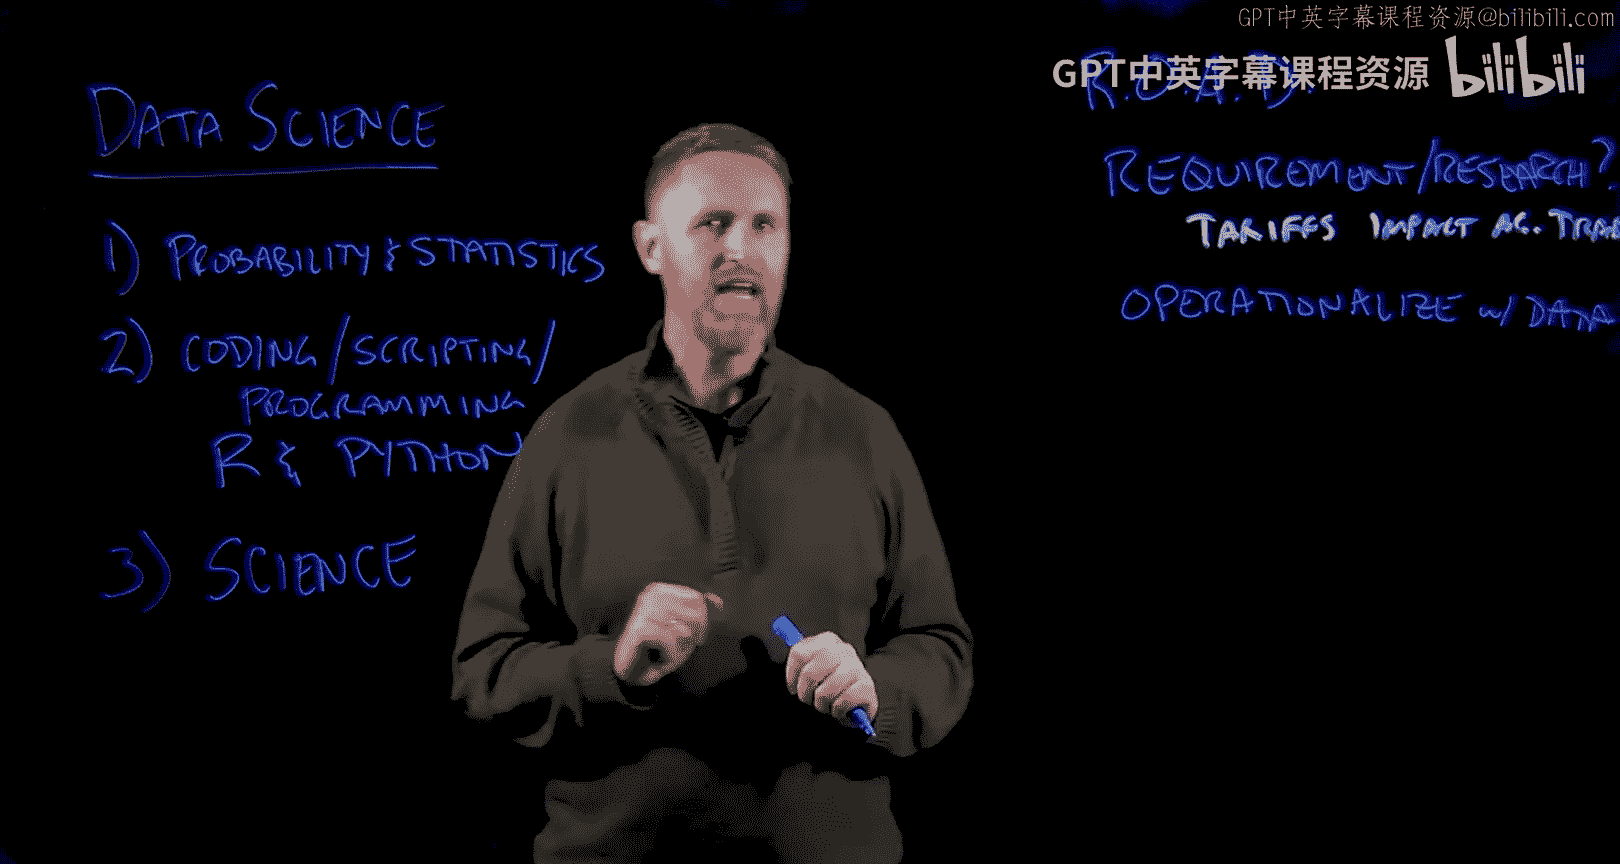 GPT中英字幕课程资源@bilibili.com
GPT中英字幕课程资源 bilibili
DATA SCIENCE
1) PROBABILITY & STATISTICS
2) CODING/SCRIPTING/
PROGRAMMING
R & PYTHON
3) SCIENCE
R.O.A.D.
REQUIREMENT/RESEARCH?
TARIFFS IMPACT AG. TRAD
OPERATIONALIZE w/ DATA